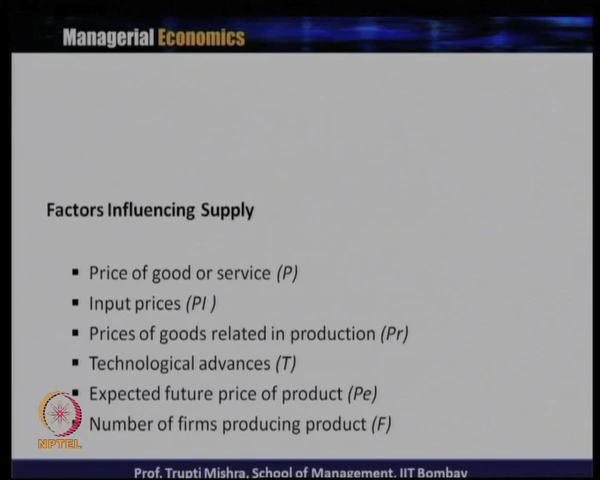 Managerial Economics
Factors Influencing Supply
▪ Price of good or service (P)
▪ Input prices (PI )
▪ Prices of goods related in production (Pr)
▪ Technological advances (T)
▪ Expected future price of product (Pe)
▪ Number of firms producing product (F)
NPTEL
Prof. Trupti Mishra, School of Management, IIT Bombay